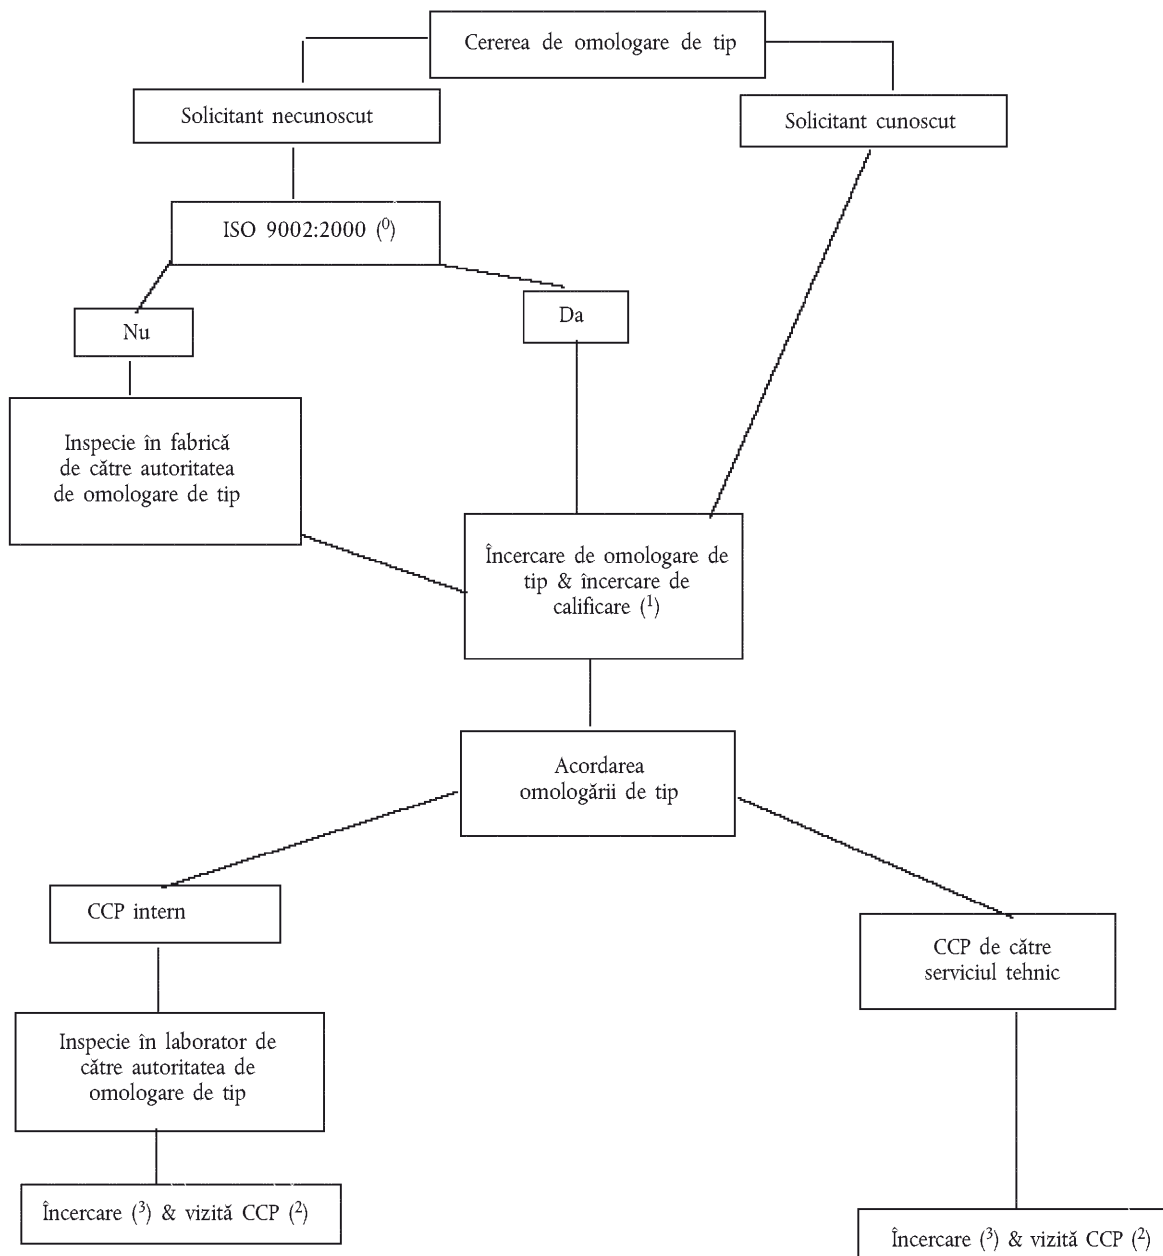 Cererea de omologare de tip
Solicitant necunoscut
Solicitant cunoscut
ISO 9002:2000 (⁰)
Nu
Da
Inspecie în fabrică
de către autoritatea
de omologare de tip
Încercare de omologare de
tip & încercare de
calificare (¹)
Acordarea
omologării de tip
CCP intern
CCP de către
serviciul tehnic
Inspecie în laborator de
către autoritatea de
omologare de tip
Încercare (³) & vizită CCP (²)
Încercare (³) & vizită CCP (²)